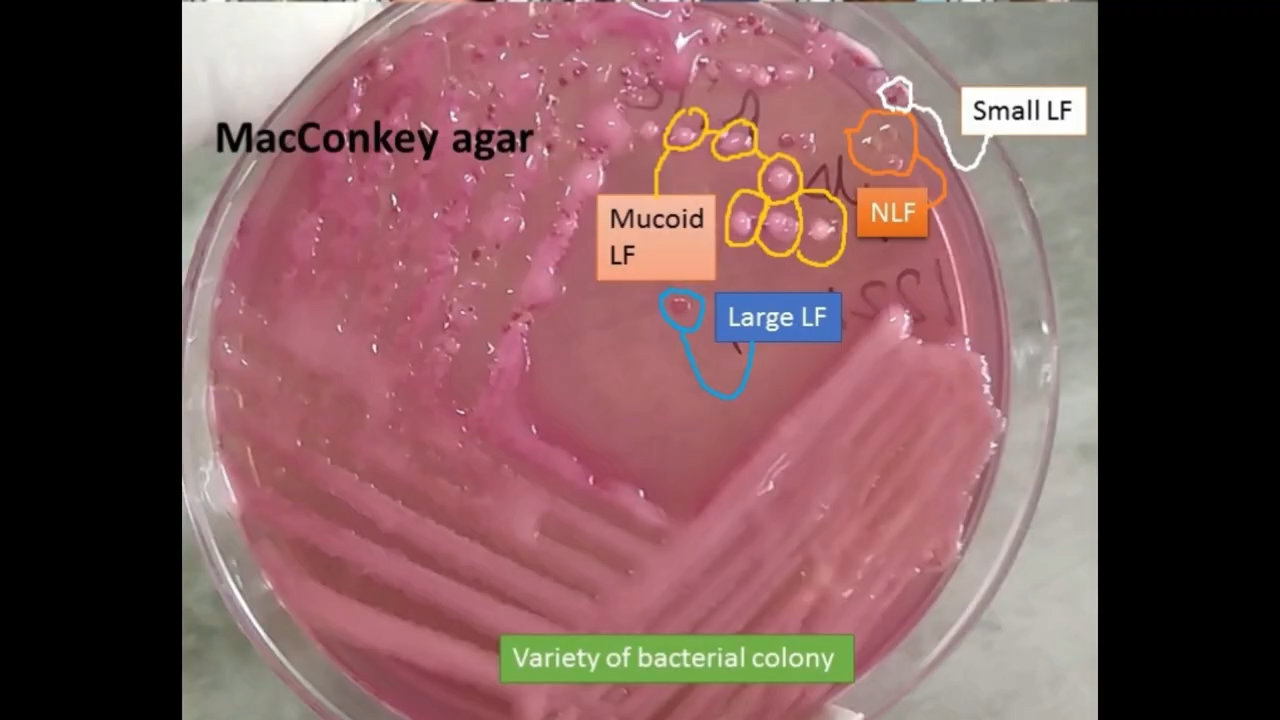 Small LF
MacConkey agar
Mucoid
LF
NLF
Large LF
Variety of bacterial colony